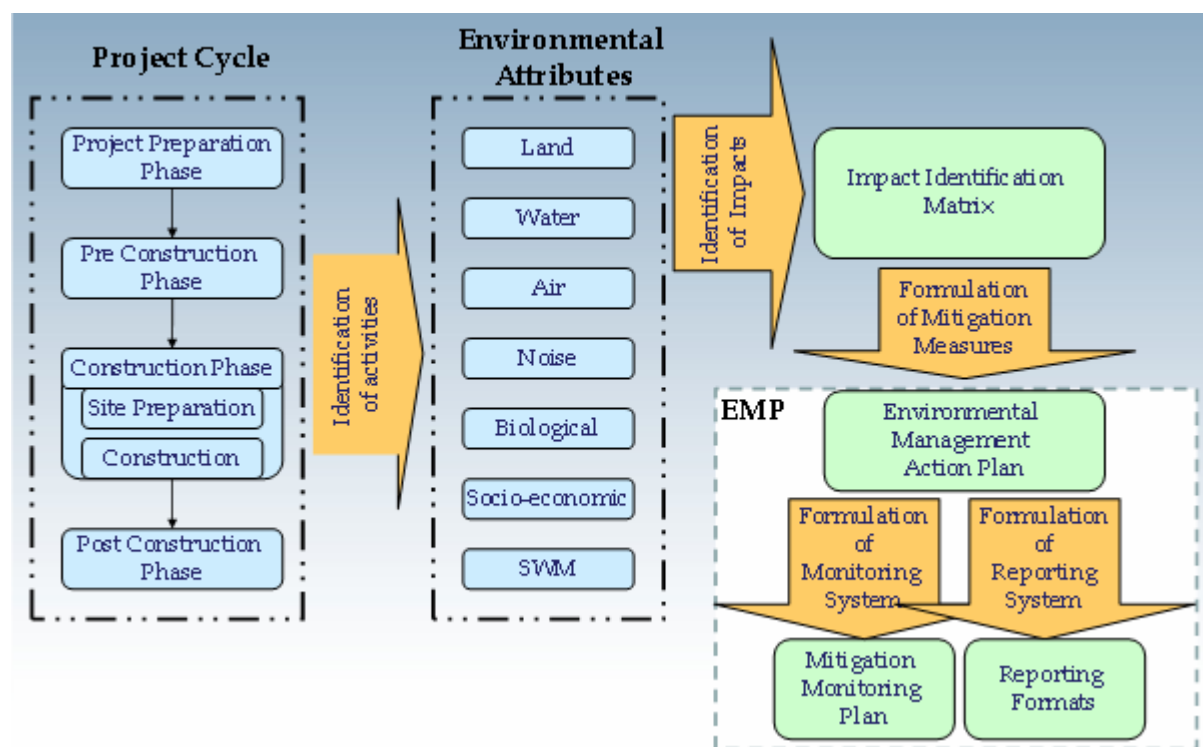 Project Cycle
Project Preparation
Phase
Pre Construction
Phase
Construction Phase
Site Preparation
Construction
Post Construction
Phase
Identification
of activities
Environmental
Attributes
Land
Water
Air
Noise
Biological
Socio-economic
SWM
Identification
of Impacts
Impact Identification
Matrix
Formulation
of Mitigation
Measures
EMP
Environmental
Management
Action Plan
Formulation
of
Monitoring
System
Formulation
of
Reporting
System
Mitigation
Monitoring
Plan
Reporting
Formats